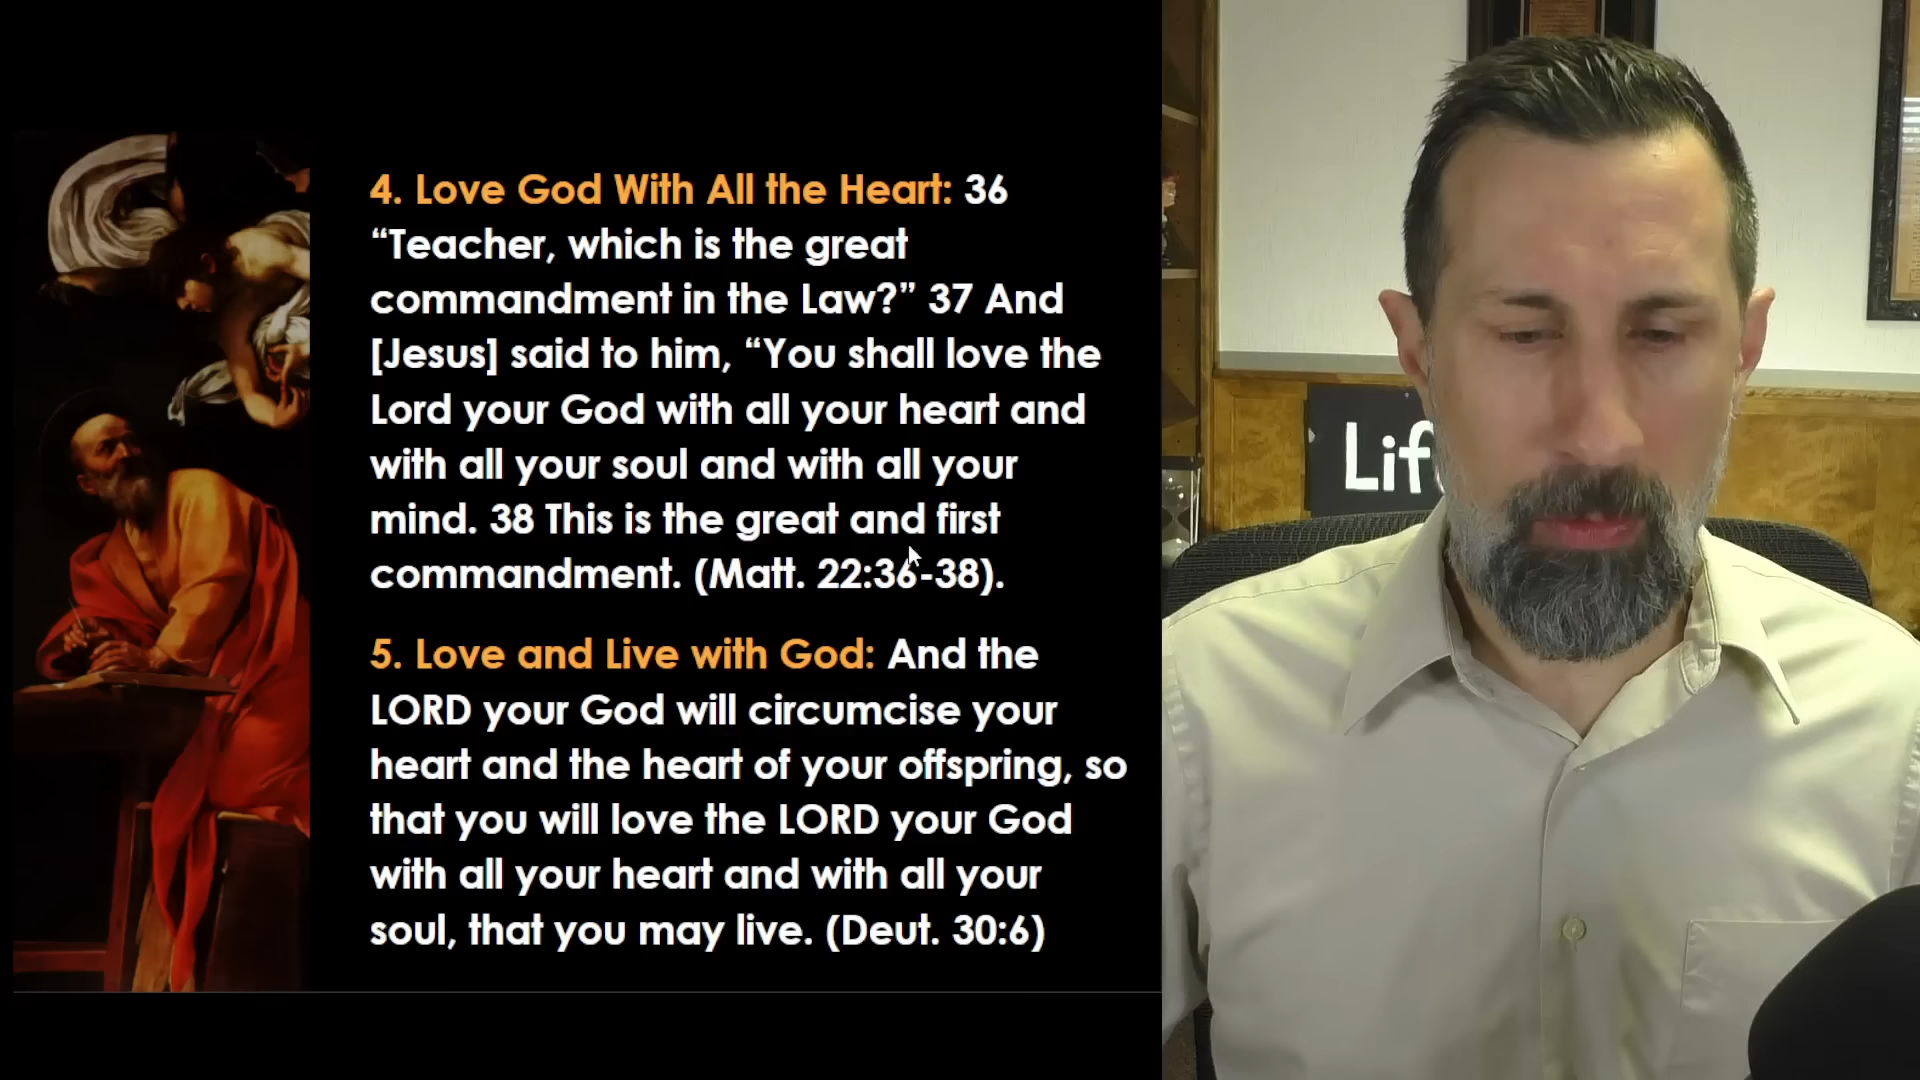 4. Love God With All the Heart: 36
“Teacher, which is the great
commandment in the Law?” 37 And
[Jesus] said to him, “You shall love the
Lord your God with all your heart and
with all your soul and with all your
mind. 38 This is the great and first
commandment. (Matt. 22:36-38).
5. Love and Live with God: And the
LORD your God will circumcise your
heart and the heart of your offspring, so
that you will love the LORD your God
with all your heart and with all your
soul, that you may live. (Deut. 30:6)
Lif